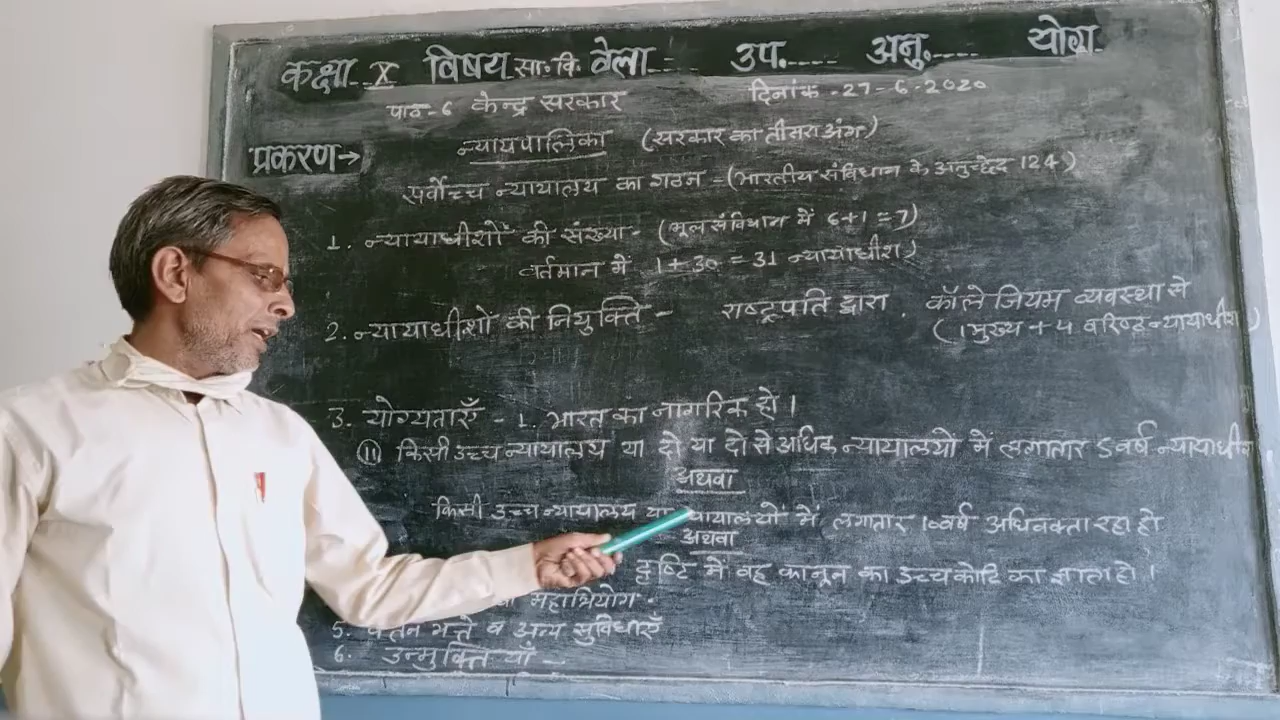 कक्षा.. X विषय सा. वि. वेला.... उप..... अनु..... योग
पाठ-6 केन्द्र सरकार दिनांक -27-6-2020
प्रकरण→ न्यायपालिका (सरकार का तीसरा अंग)
सर्वोच्च न्यायालय का गठन -(भारतीय संविधान के अनुच्छेद 124)
1. न्यायाधीशों की संख्या - (मूल संविधान में 6+1=7)
वर्तमान में 1+30=31 न्यायाधीश)
2. न्यायाधीशों की नियुक्ति - राष्ट्रपति द्वारा. कॉलेजियम व्यवस्था से
(1मुख्य + 4 वरिष्ठ न्यायाधीश)
3. योग्यताएँ - 1. भारत का नागरिक हो।
(ii) किसी उच्च न्यायालय या दो या दो से अधिक न्यायालयों में लगातार 5 वर्ष न्यायाधीश
अथवा
किसी उच्च न्यायालय या न्यायालयों में लगातार 10 वर्ष अधिवक्ता रहा हो
अथवा
दृष्टि में वह कानून का उच्च कोटि का ज्ञाता हो।
महाभियोग.
5. वेतन भत्ते व अन्य सुविधाएँ
6. उन्मुक्तियाँ -